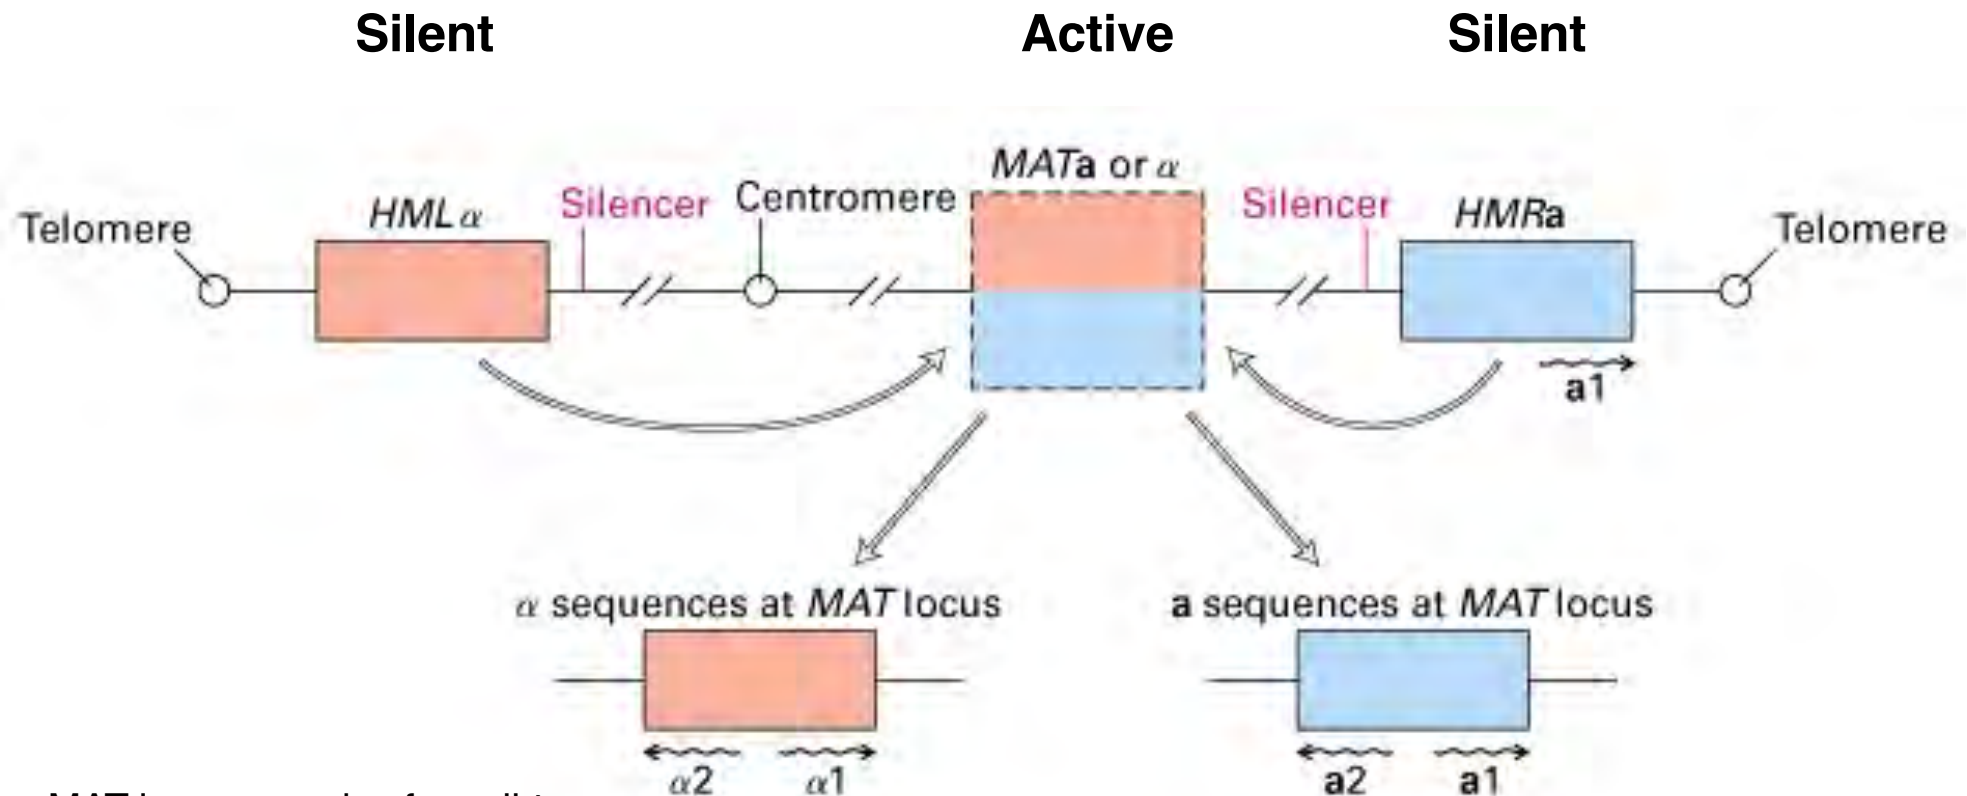 Silent Active Silent
MATa or α
Telomere HMLα Silencer Centromere Silencer HMRa Telomere
a1
α sequences at MAT locus a sequences at MAT locus
α2 α1 a2 a1